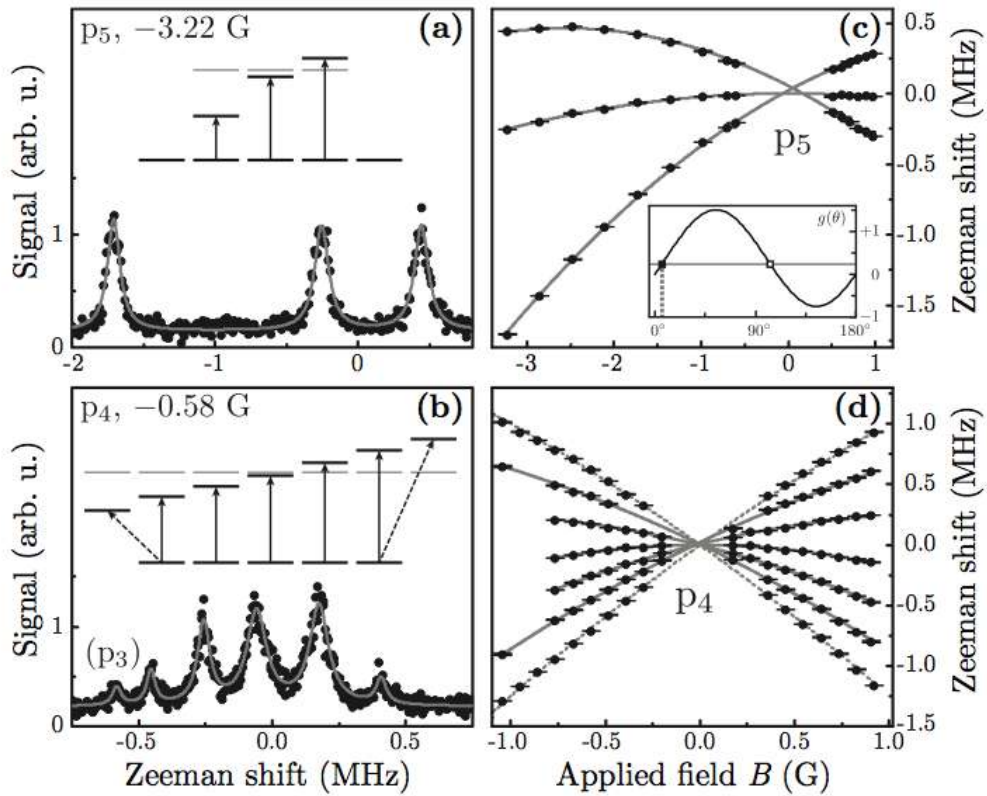 p5, −3.22 G
(a)
Signal (arb. u.)
1
0
-2
-1
0
(c)
0.5
0.0
-0.5
-1.0
-1.5
Zeeman shift (MHz)
p5
g(θ)
+1
0
−1
0°
90°
180°
-3
-2
-1
0
1
p4, −0.58 G
(b)
Signal (arb. u.)
1
0
(p3)
-0.5
0.0
0.5
Zeeman shift (MHz)
(d)
1.0
0.5
0.0
-0.5
-1.0
-1.5
Zeeman shift (MHz)
p4
-1.0
-0.5
0.0
0.5
1.0
Applied field B (G)